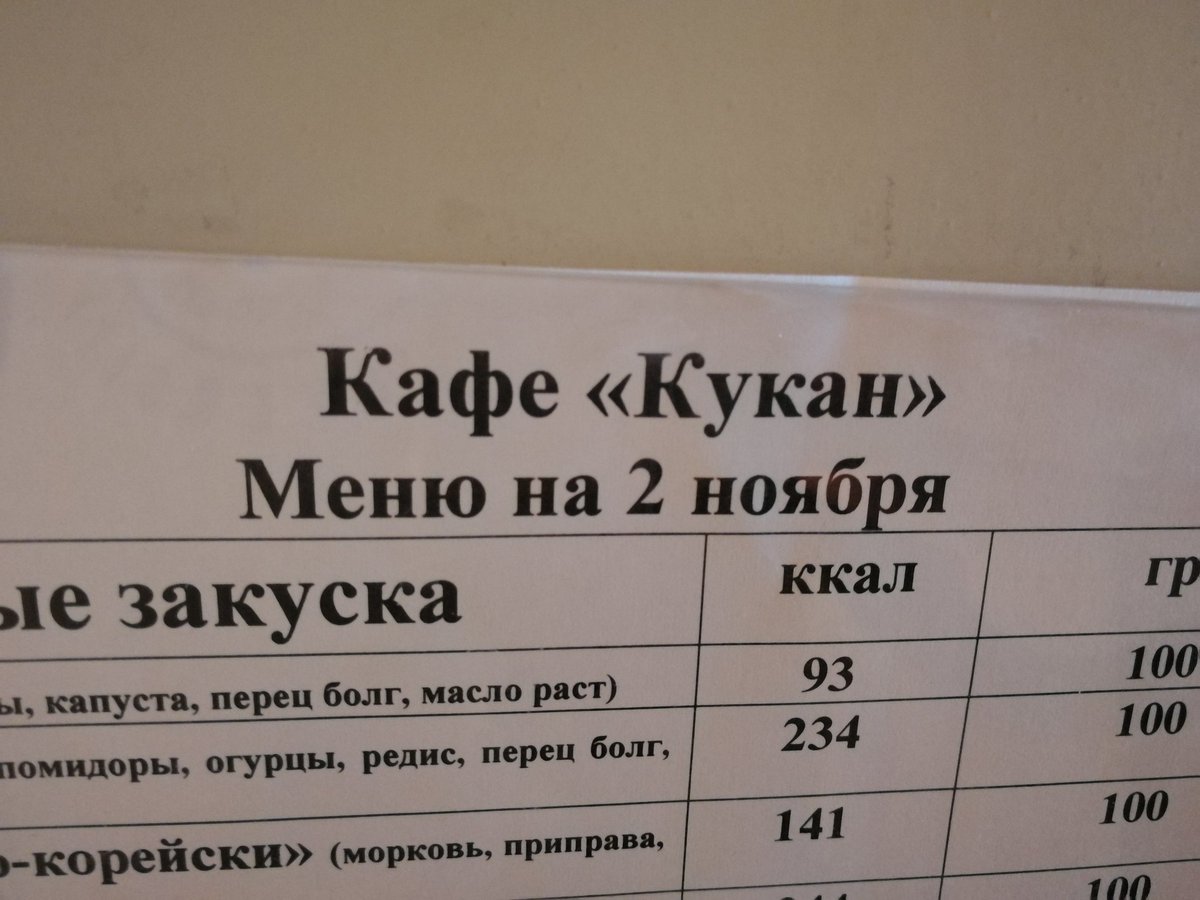 Кафе «Кукан»
Меню на 2 ноября
ые закуска ккал гр
ы, капуста, перец болг, масло раст) 93 100
помидоры, огурцы, редис, перец болг, 234 100
о-корейски» (морковь, приправа, 141 100
100